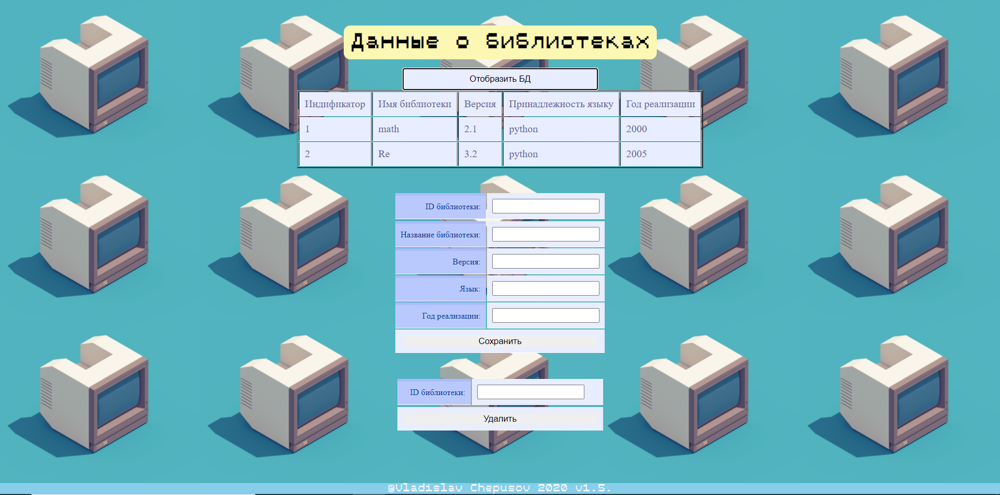 Данные о библиотеках
Отобразить БД
Индификатор Имя библиотеки Версия Принадлежность языку Год реализации
1 math 2.1 python 2000
2 Re 3.2 python 2005
ID библиотеки:
Название библиотеки:
Версия:
Язык:
Год реализации:
Сохранить
ID библиотеки:
Удалить
@Vladislav Chepusov 2020 v1.5.